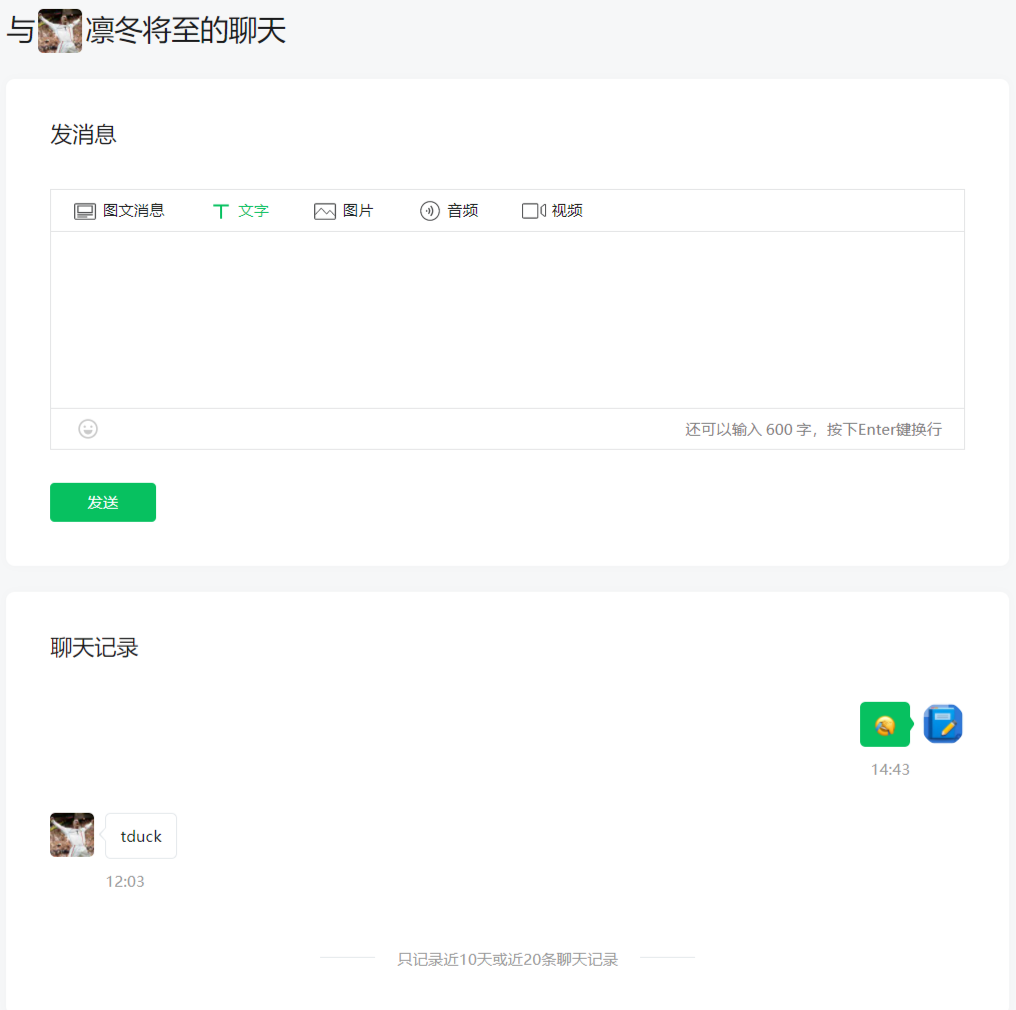 与凛冬将至的聊天
发消息
图文消息 文字 图片 音频 视频
还可以输入 600 字，按下Enter键换行
发送
聊天记录
14:43
tduck
12:03
只记录近10天或近20条聊天记录